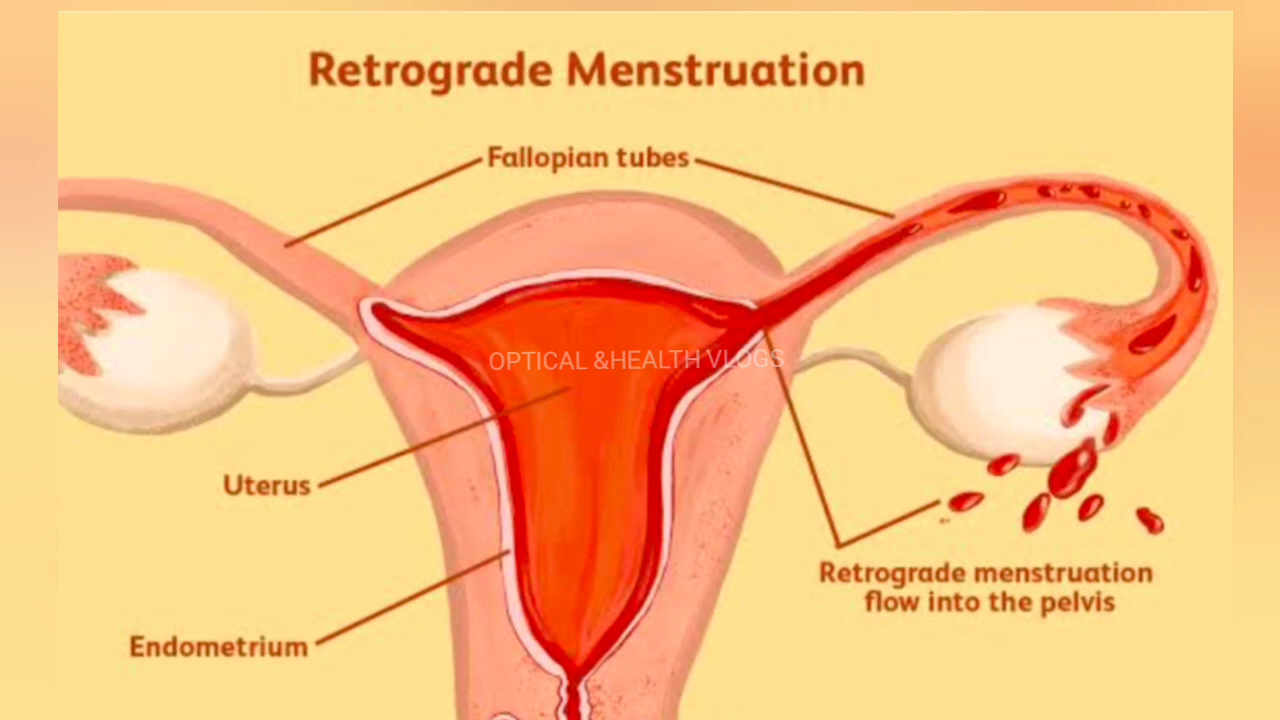 Retrograde Menstruation
Fallopian tubes
OPTICAL &HEALTH VLOGS
Uterus
Endometrium
Retrograde menstruation
flow into the pelvis